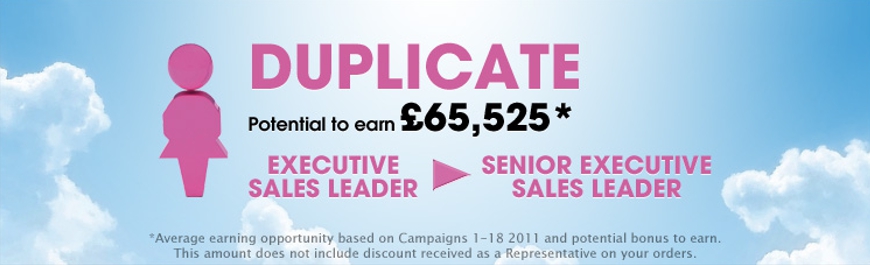 DUPLICATE
Potential to earn £65,525*
EXECUTIVE SALES LEADER
SENIOR EXECUTIVE SALES LEADER
*Average earning opportunity based on Campaigns 1-18 2011 and potential bonus to earn.
This amount does not include discount received as a Representative on your orders.